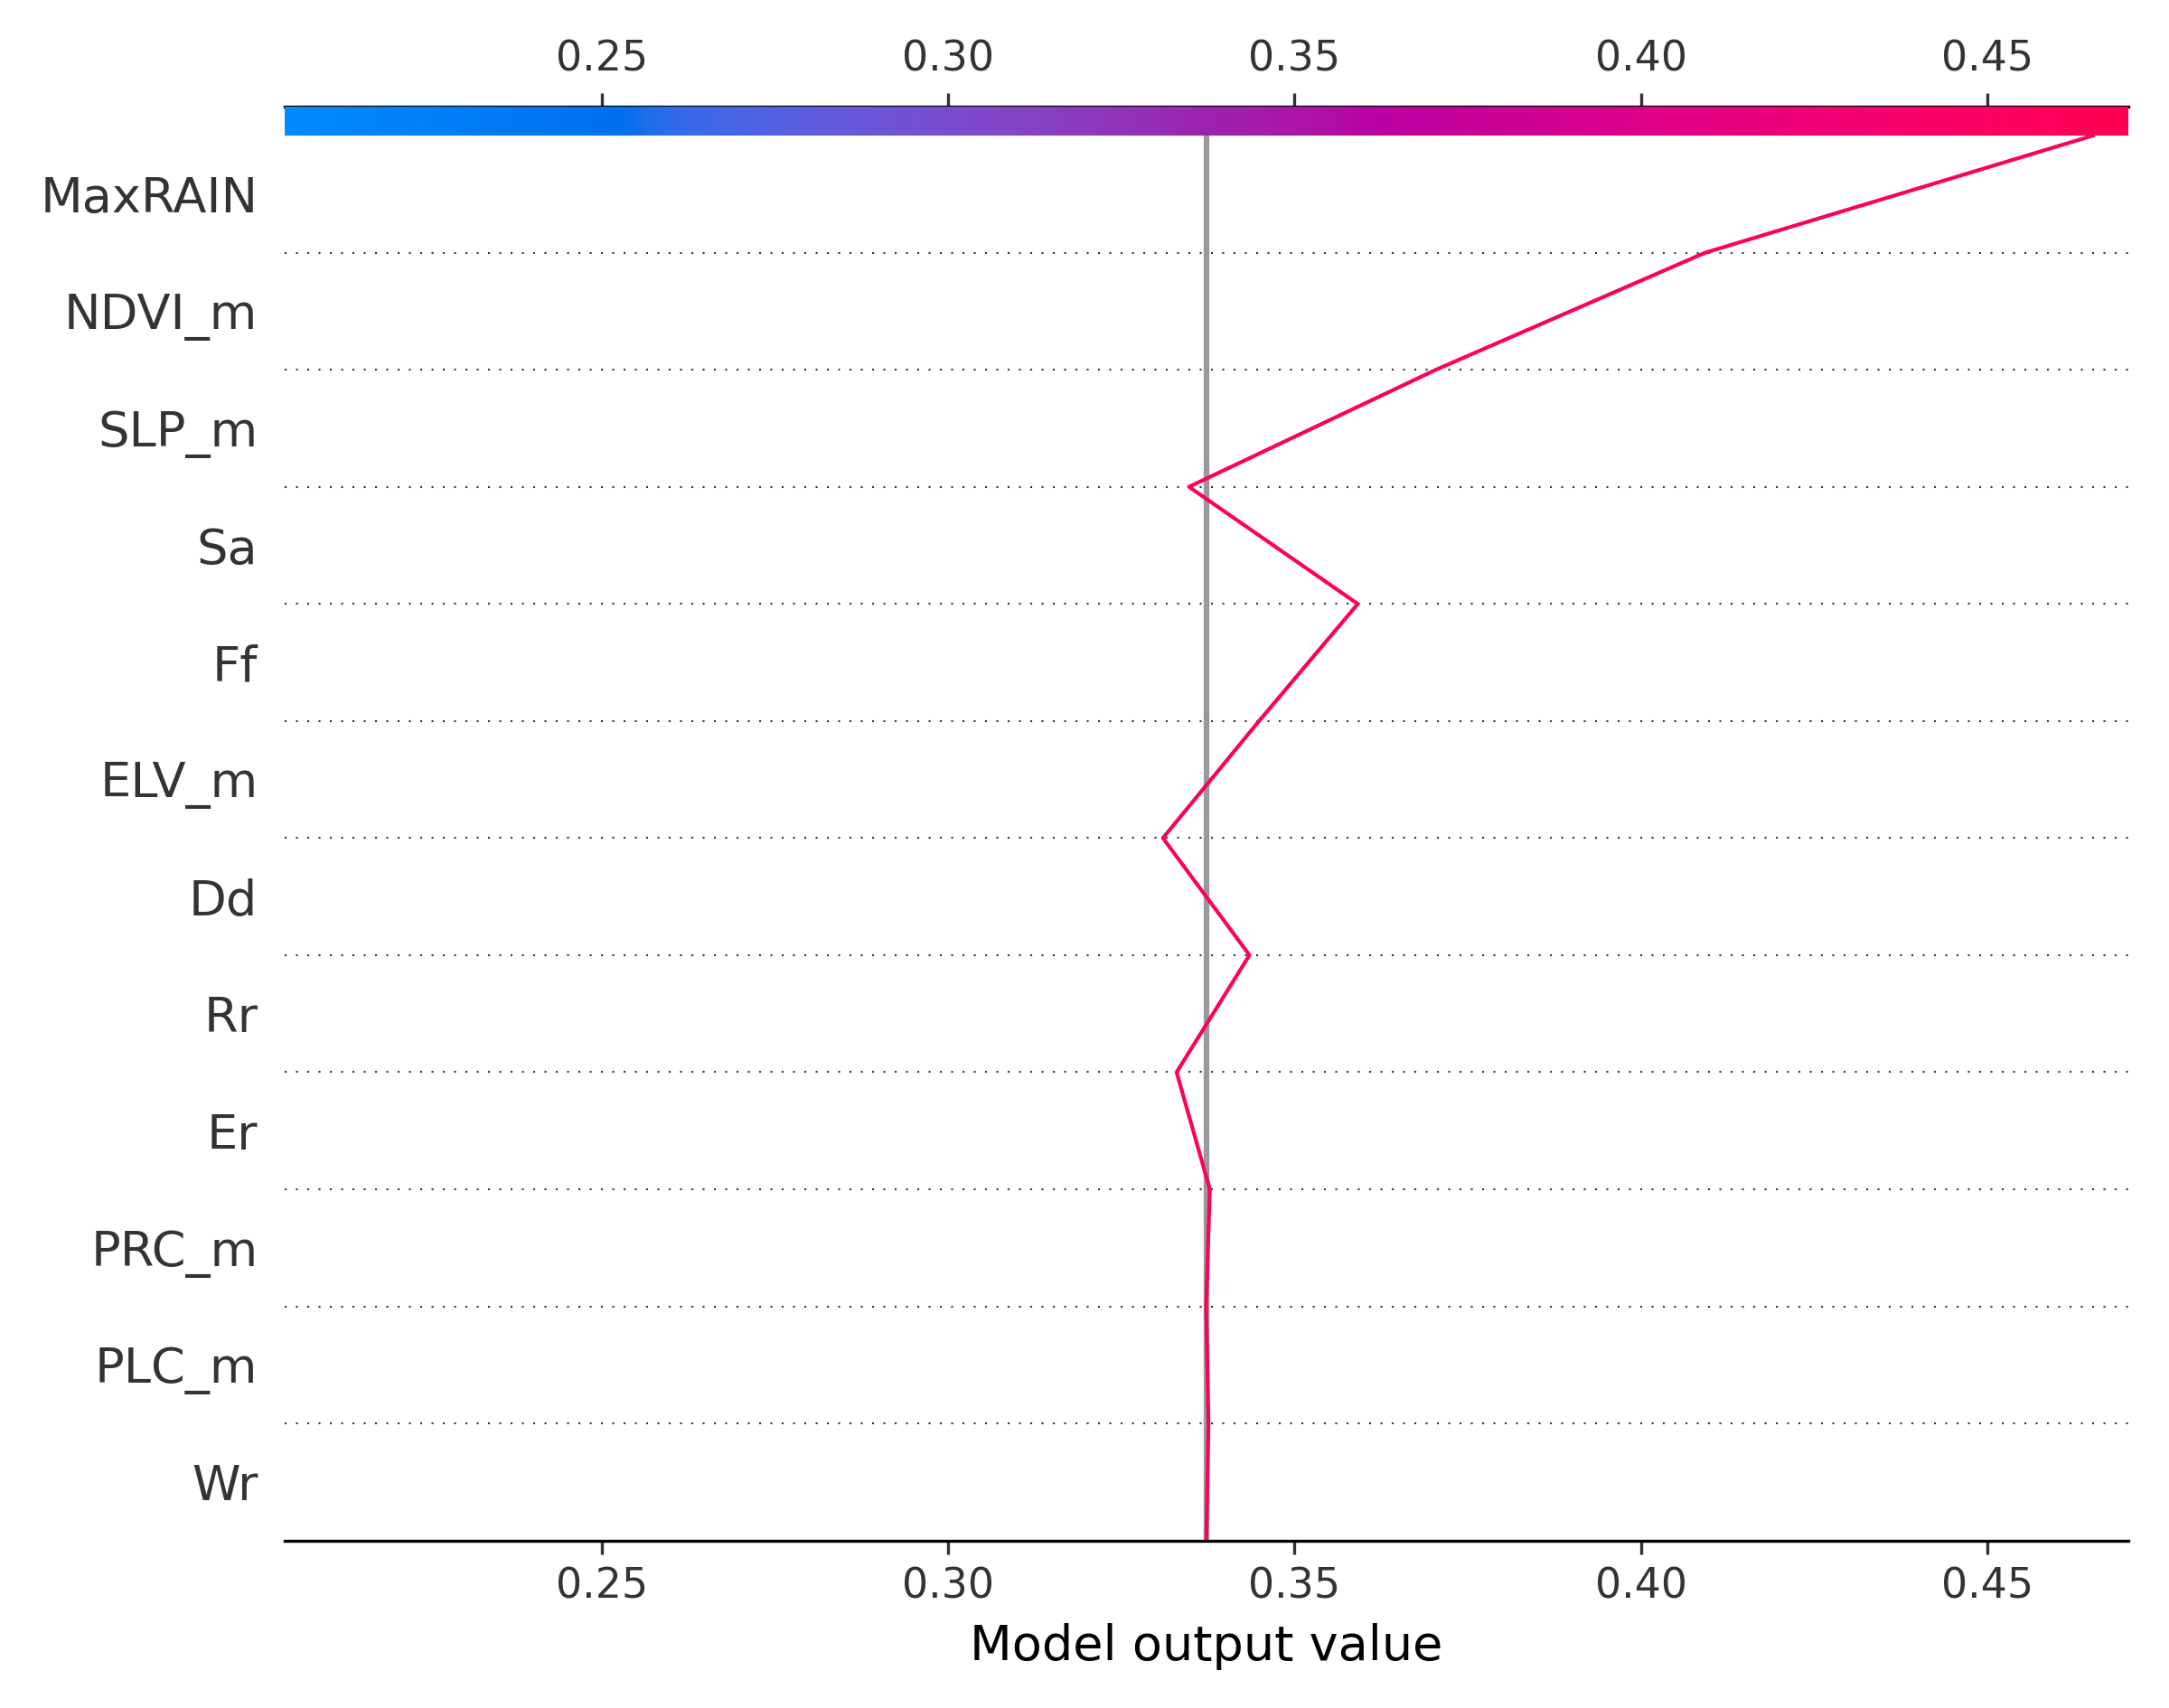 0.25 0.30 0.35 0.40 0.45
MaxRAIN
NDVI_m
SLP_m
Sa
Ff
ELV_m
Dd
Rr
Er
PRC_m
PLC_m
Wr
0.25 0.30 0.35 0.40 0.45
Model output value